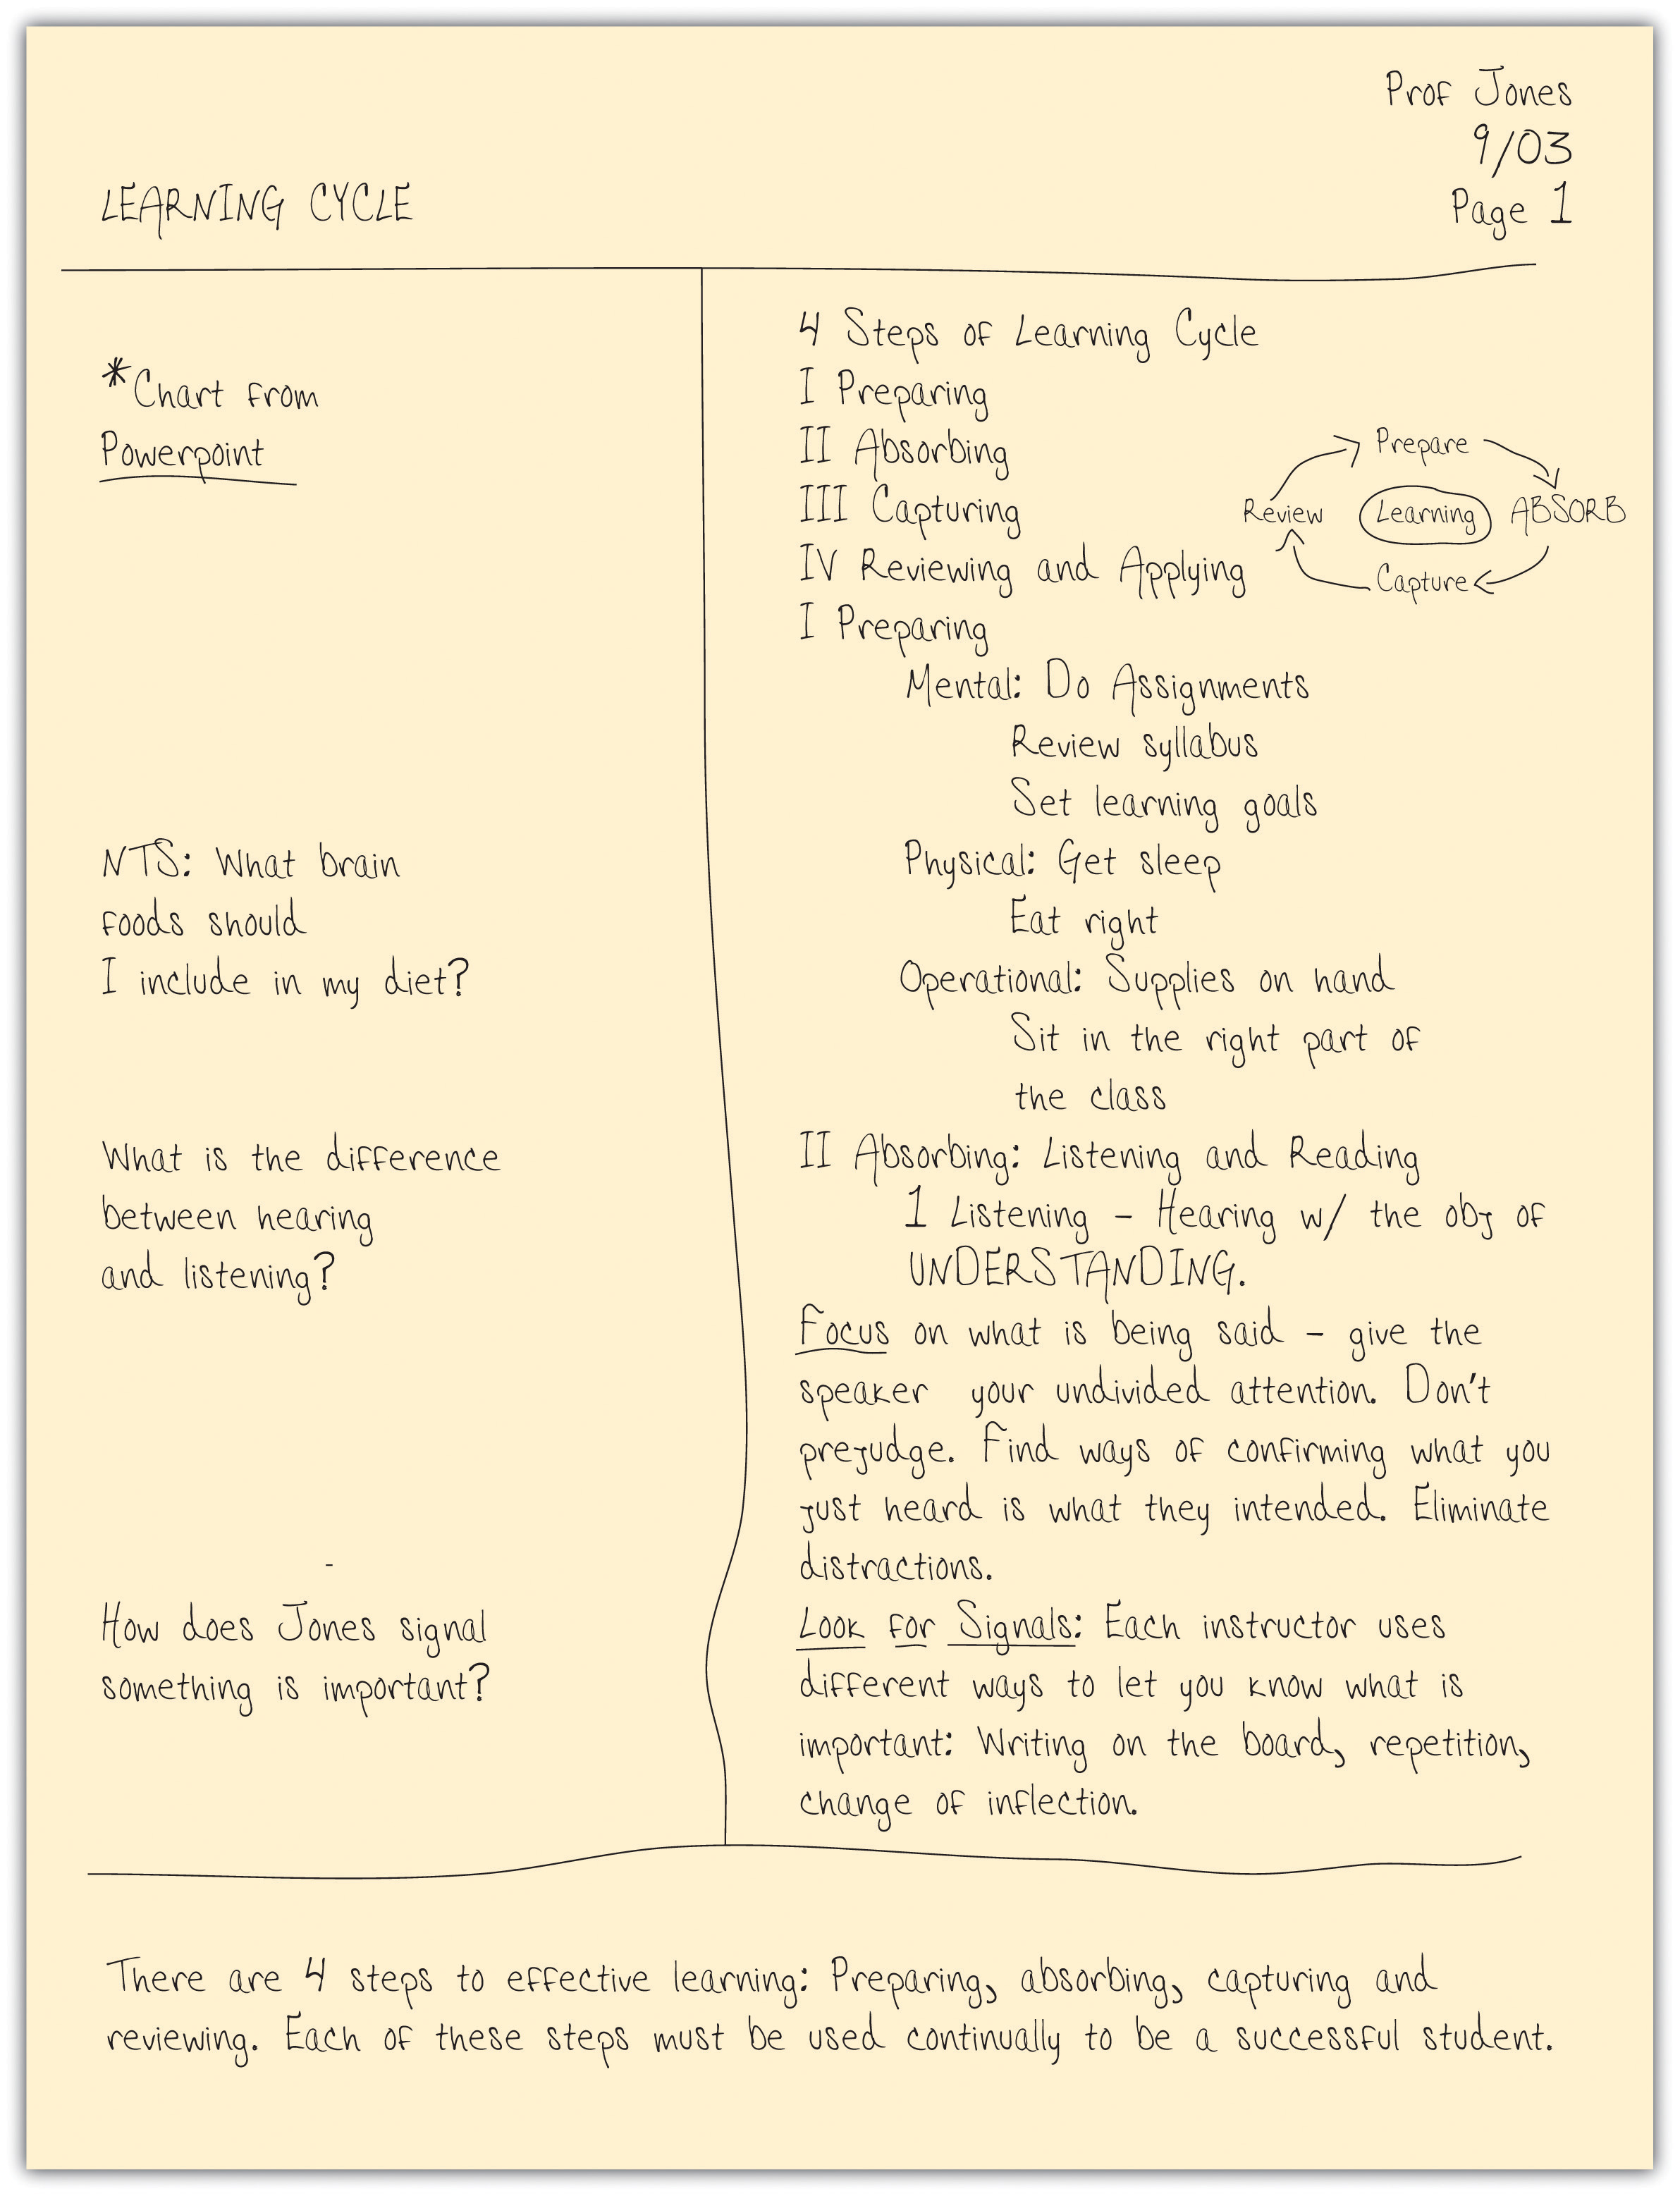 Prof Jones
9/03
Page 1
LEARNING CYCLE
*Chart from
Powerpoint
NTS: What brain
foods should
I include in my diet?
What is the difference
between hearing
and listening?
How does Jones signal
something is important?
4 Steps of Learning Cycle
I Preparing
II Absorbing
III Capturing
IV Reviewing and Applying
Prepare
Review
Learning
ABSORB
Capture
I Preparing
Mental: Do Assignments
Review syllabus
Set learning goals
Physical: Get sleep
Eat right
Operational: Supplies on hand
Sit in the right part of
the class
II Absorbing: Listening and Reading
1 Listening - Hearing w/ the obj of
UNDERSTANDING.
Focus on what is being said - give the
speaker your undivided attention. Don't
prejudge. Find ways of confirming what you
just heard is what they intended. Eliminate
distractions.
Look for Signals: Each instructor uses
different ways to let you know what is
important: Writing on the board, repetition,
change of inflection.
There are 4 steps to effective learning: Preparing, absorbing, capturing and
reviewing. Each of these steps must be used continually to be a successful student.